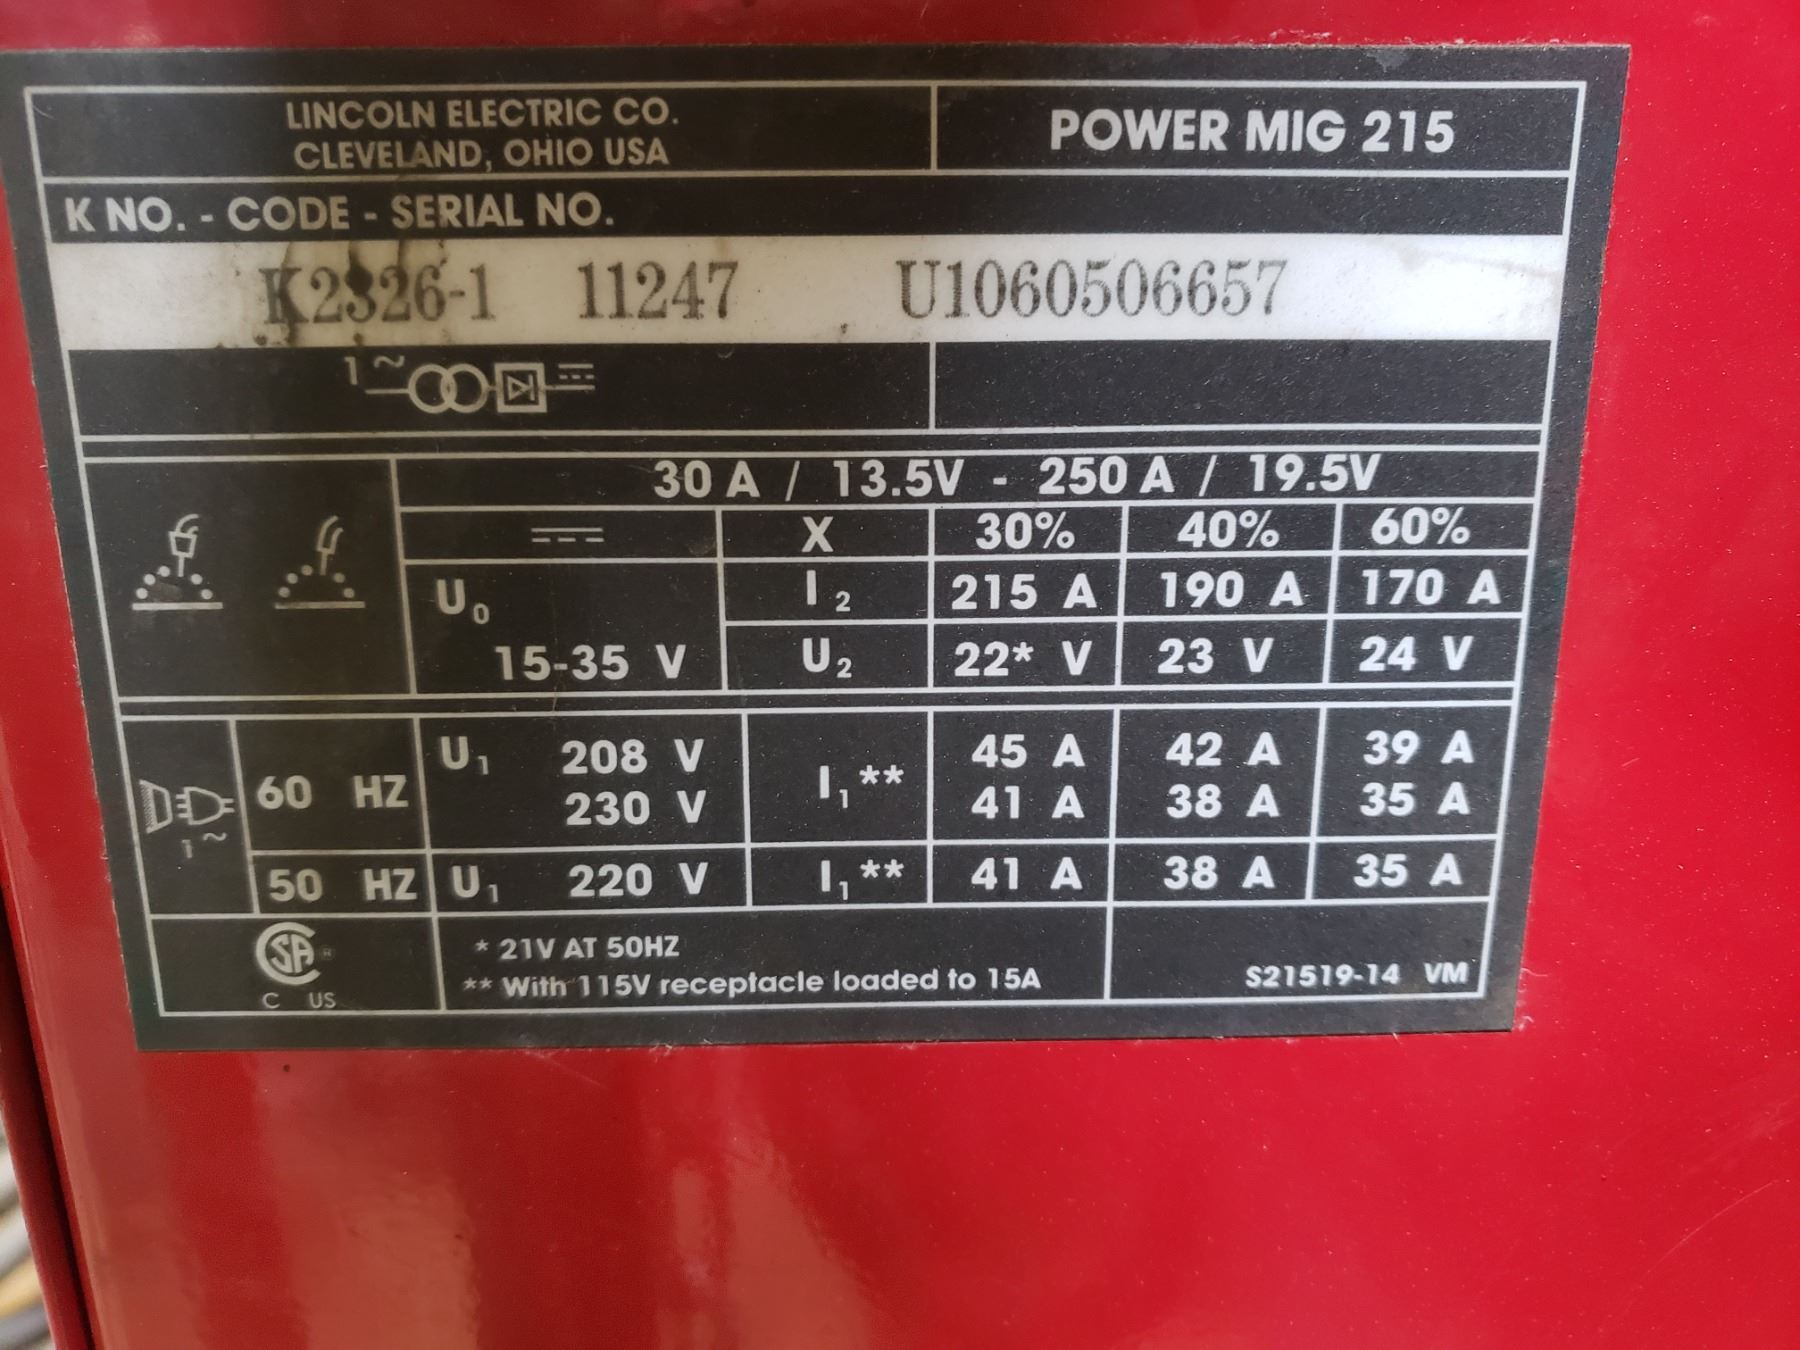 LINCOLN ELECTRIC CO.
CLEVELAND, OHIO USA
POWER MIG 215
K NO. - CODE - SERIAL NO.
K2326-1 11247 U1060506657
1~
30 A / 13.5V - 250 A / 19.5V
X 30% 40% 60%
U0 I2 215 A 190 A 170 A
15-35 V U2 22* V 23 V 24 V
U1 208 V I1** 45 A 42 A 39 A
60 HZ 230 V 41 A 38 A 35 A
1~
50 HZ U1 220 V I1** 41 A 38 A 35 A
CSA ®
C US
* 21V AT 50HZ
** With 115V receptacle loaded to 15A
S21519-14 VM